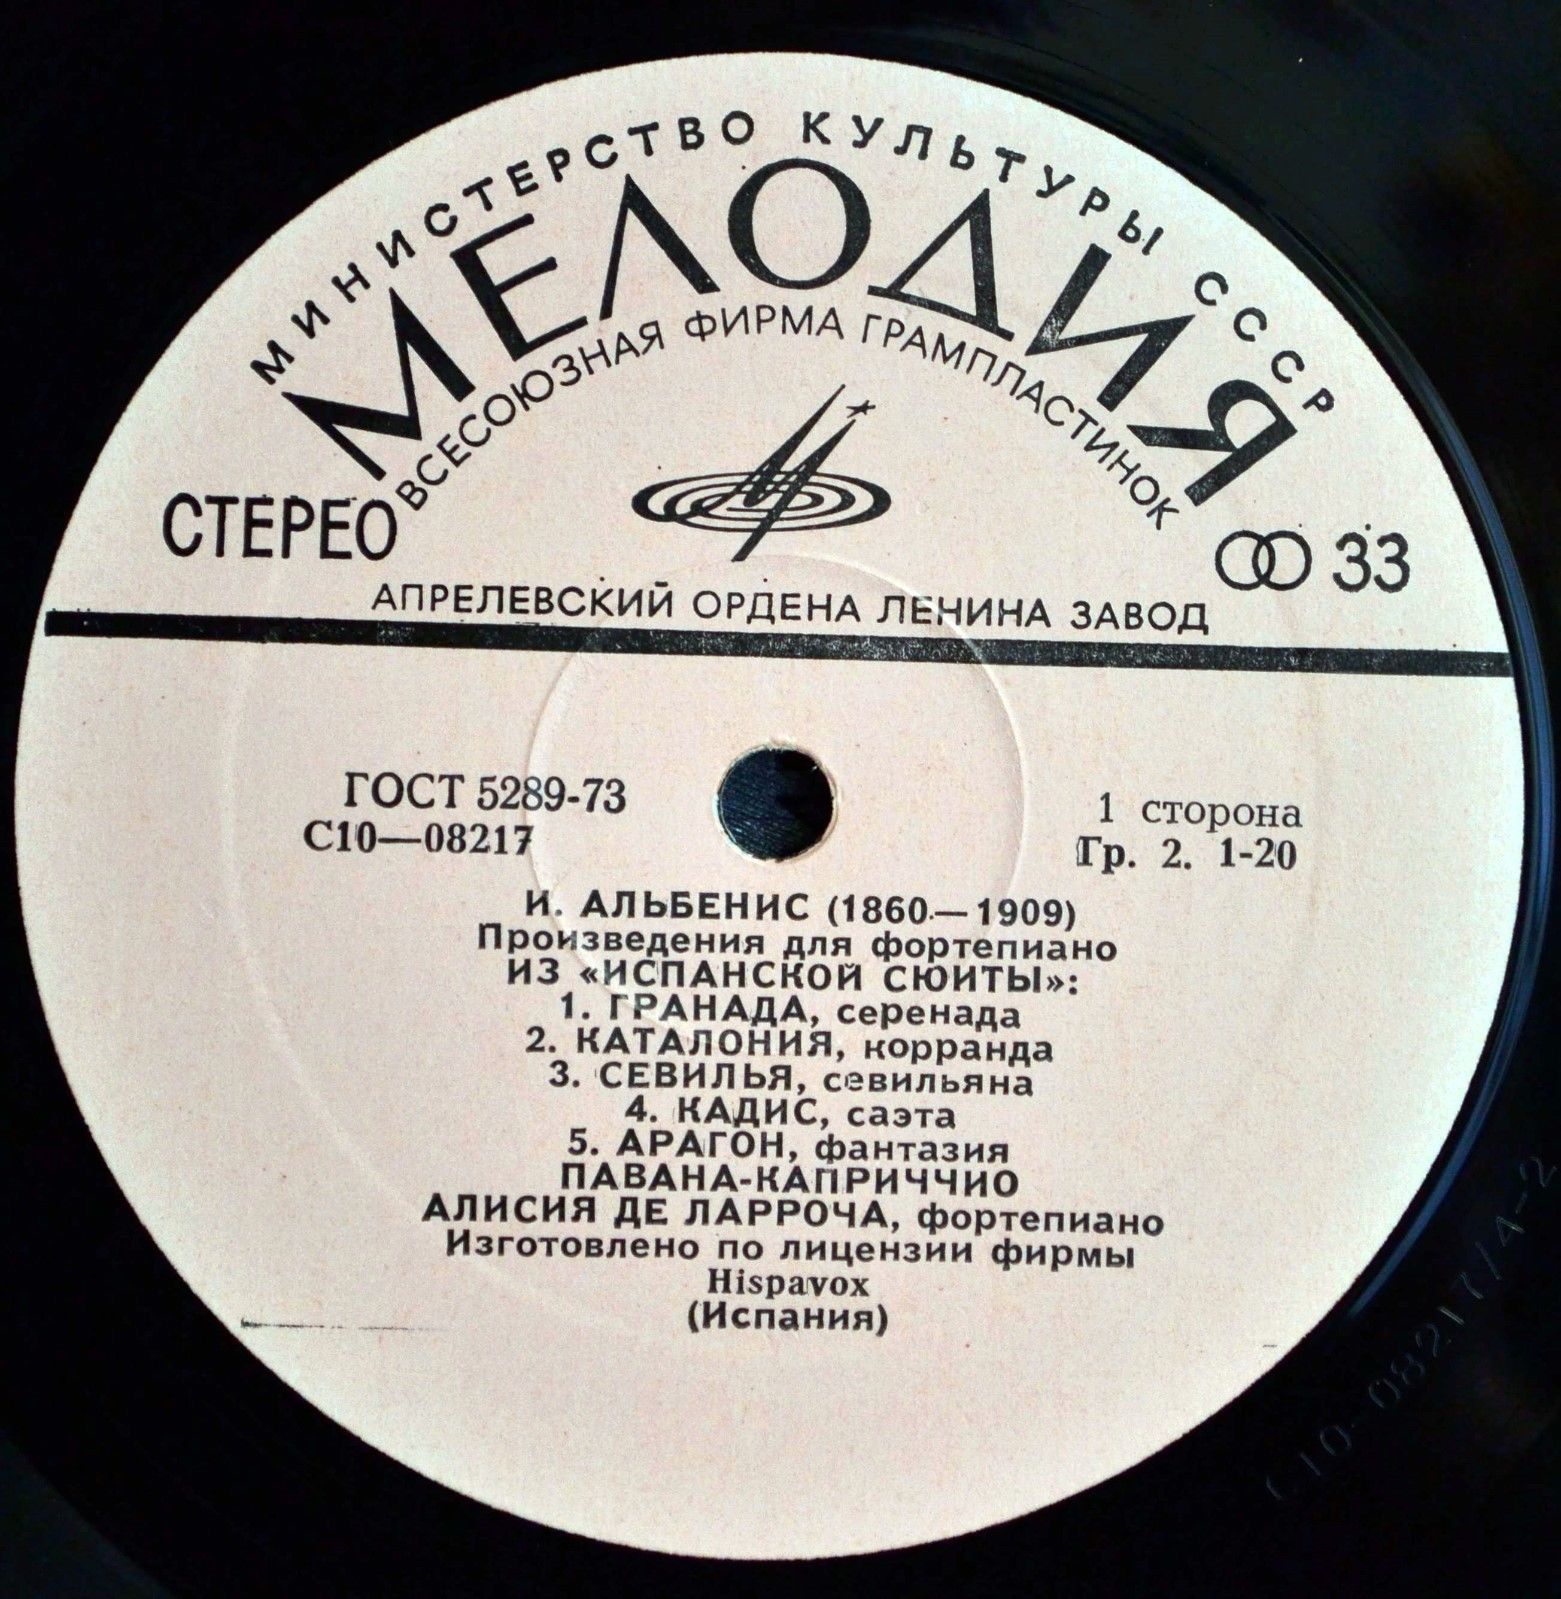 МИНИСТЕРСТВО КУЛЬТУРЫ СССР
МЕЛОДИЯ
ВСЕСОЮЗНАЯ ФИРМА ГРАМПЛАСТИНОК
СТЕРЕО
33
АПРЕЛЕВСКИЙ ОРДЕНА ЛЕНИНА ЗАВОД
ГОСТ 5289-73
С10—08217
1 сторона
Гр. 2. 1-20
И. АЛЬБЕНИС (1860—1909)
Произведения для фортепиано
ИЗ «ИСПАНСКОЙ СЮИТЫ»:
1. ГРАНАДА, серенада
2. КАТАЛОНИЯ, корранда
3. СЕВИЛЬЯ, севильяна
4. КАДИС, саэта
5. АРАГОН, фантазия
ПАВАНА-КАПРИЧЧИО
АЛИСИЯ ДЕ ЛАРРОЧА, фортепиано
Изготовлено по лицензии фирмы
Hispavox
(Испания)
С10-08217/А-2